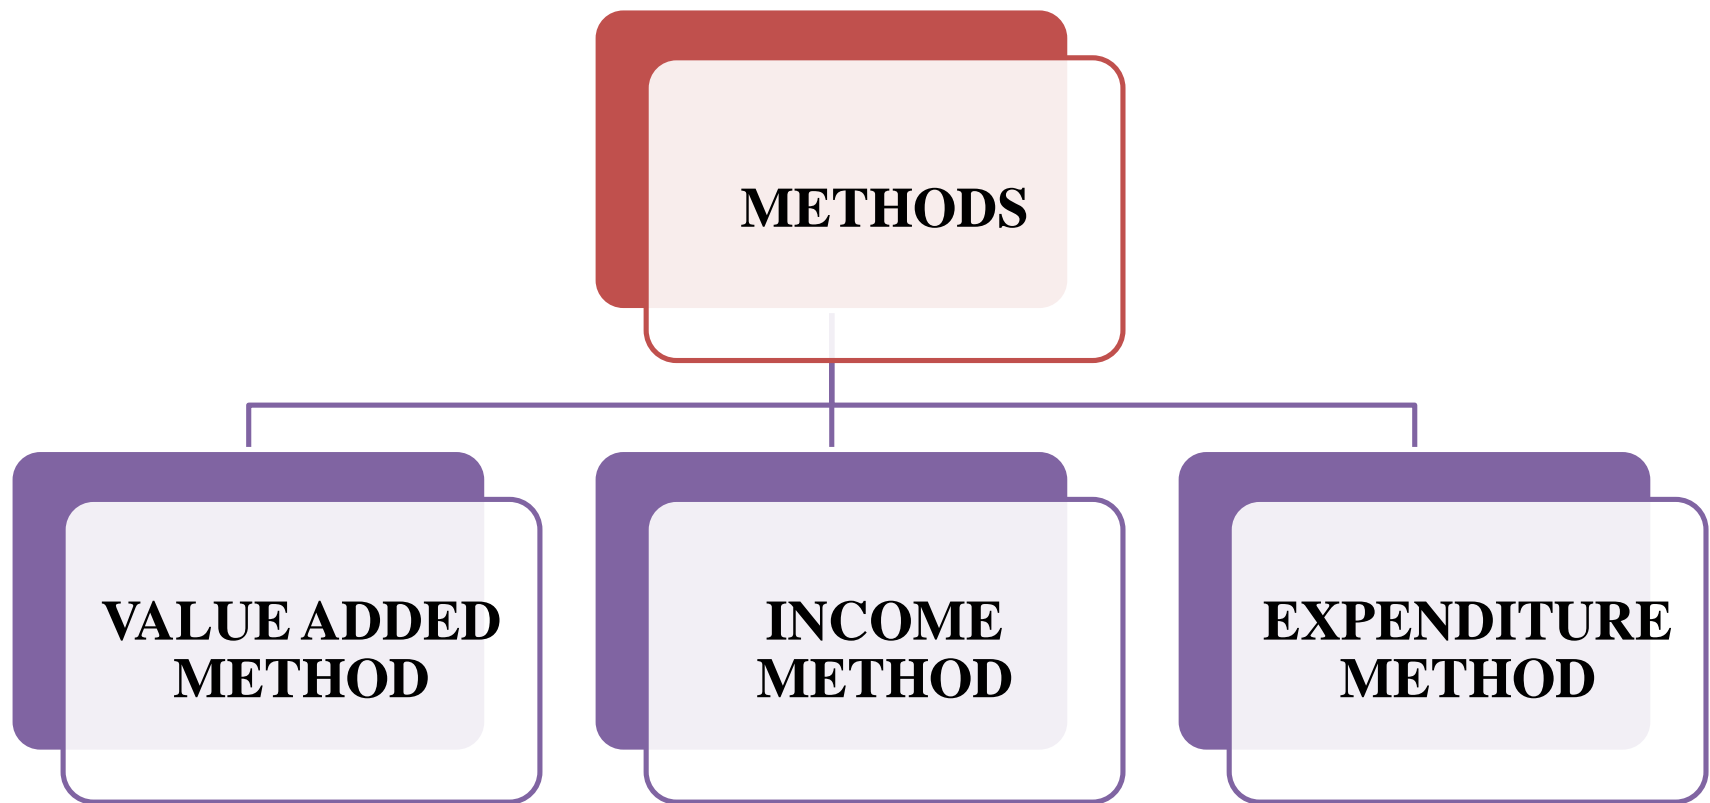 METHODS
VALUE ADDED
METHOD
INCOME
METHOD
EXPENDITURE
METHOD